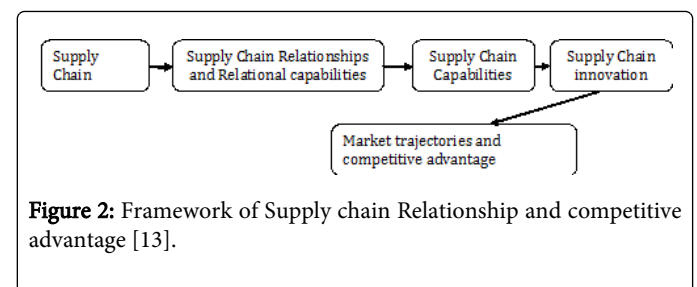 Supply
Chain
Supply Chain Relationships
and Relational capabilities
Supply Chain
Capabilities
Supply Chain
innovation
Market trajectories and
competitive advantage
Figure 2: Framework of Supply chain Relationship and competitive
advantage [13].